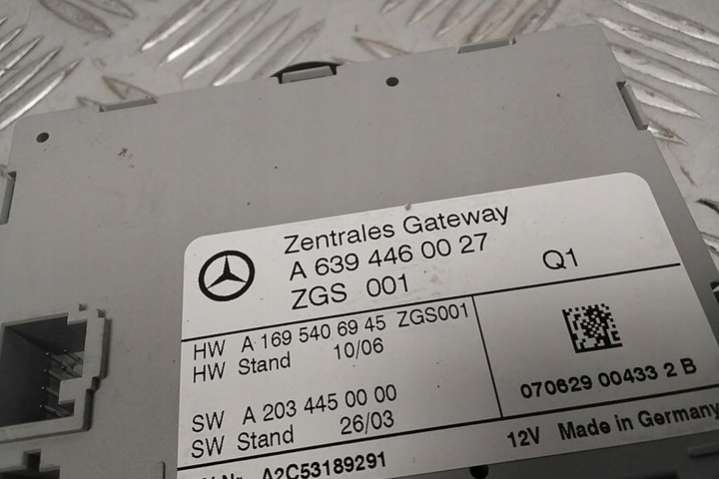 Zentrales Gateway
A 639 446 00 27
ZGS 001
Q1
HW A 169 540 69 45 ZGS001
HW Stand 10/06
SW A 203 445 00 00
SW Stand 26/03
070629 00433 2 B
12V Made in Germany
A2C53189291